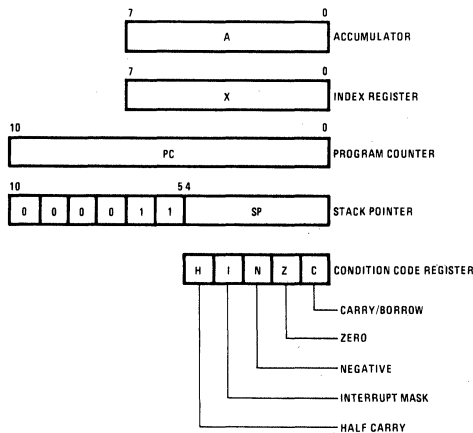 7 0
A ACCUMULATOR
7 0
X INDEX REGISTER
10 0
PC PROGRAM COUNTER
10 5 4 0
0 0 0 0 1 1 SP STACK POINTER
H I N Z C CONDITION CODE REGISTER
CARRY/BORROW
ZERO
NEGATIVE
INTERRUPT MASK
HALF CARRY